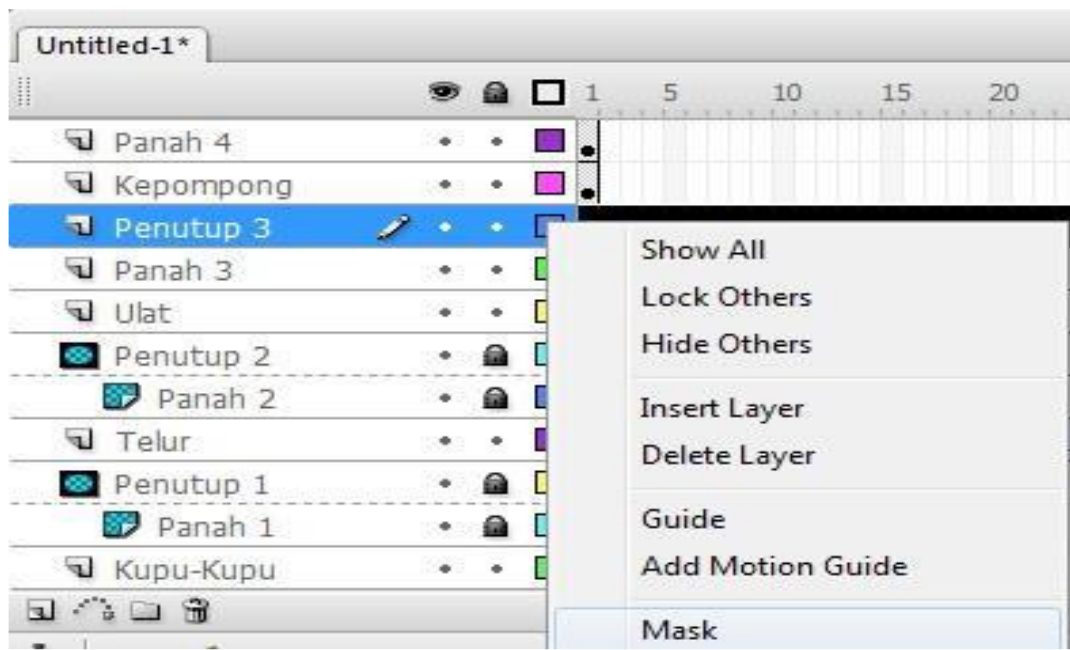 Untitled-1*
1 5 10 15 20
Panah 4
Kepompong
Penutup 3
Panah 3
Ulat
Penutup 2
Panah 2
Telur
Penutup 1
Panah 1
Kupu-Kupu
Show All
Lock Others
Hide Others
Insert Layer
Delete Layer
Guide
Add Motion Guide
Mask